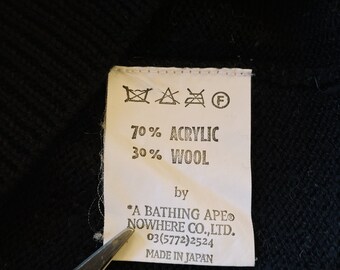 F
70% ACRYLIC
30% WOOL
by
"A BATHING APE®
NOWHERE CO.,LTD.
03(5772)2524
MADE IN JAPAN